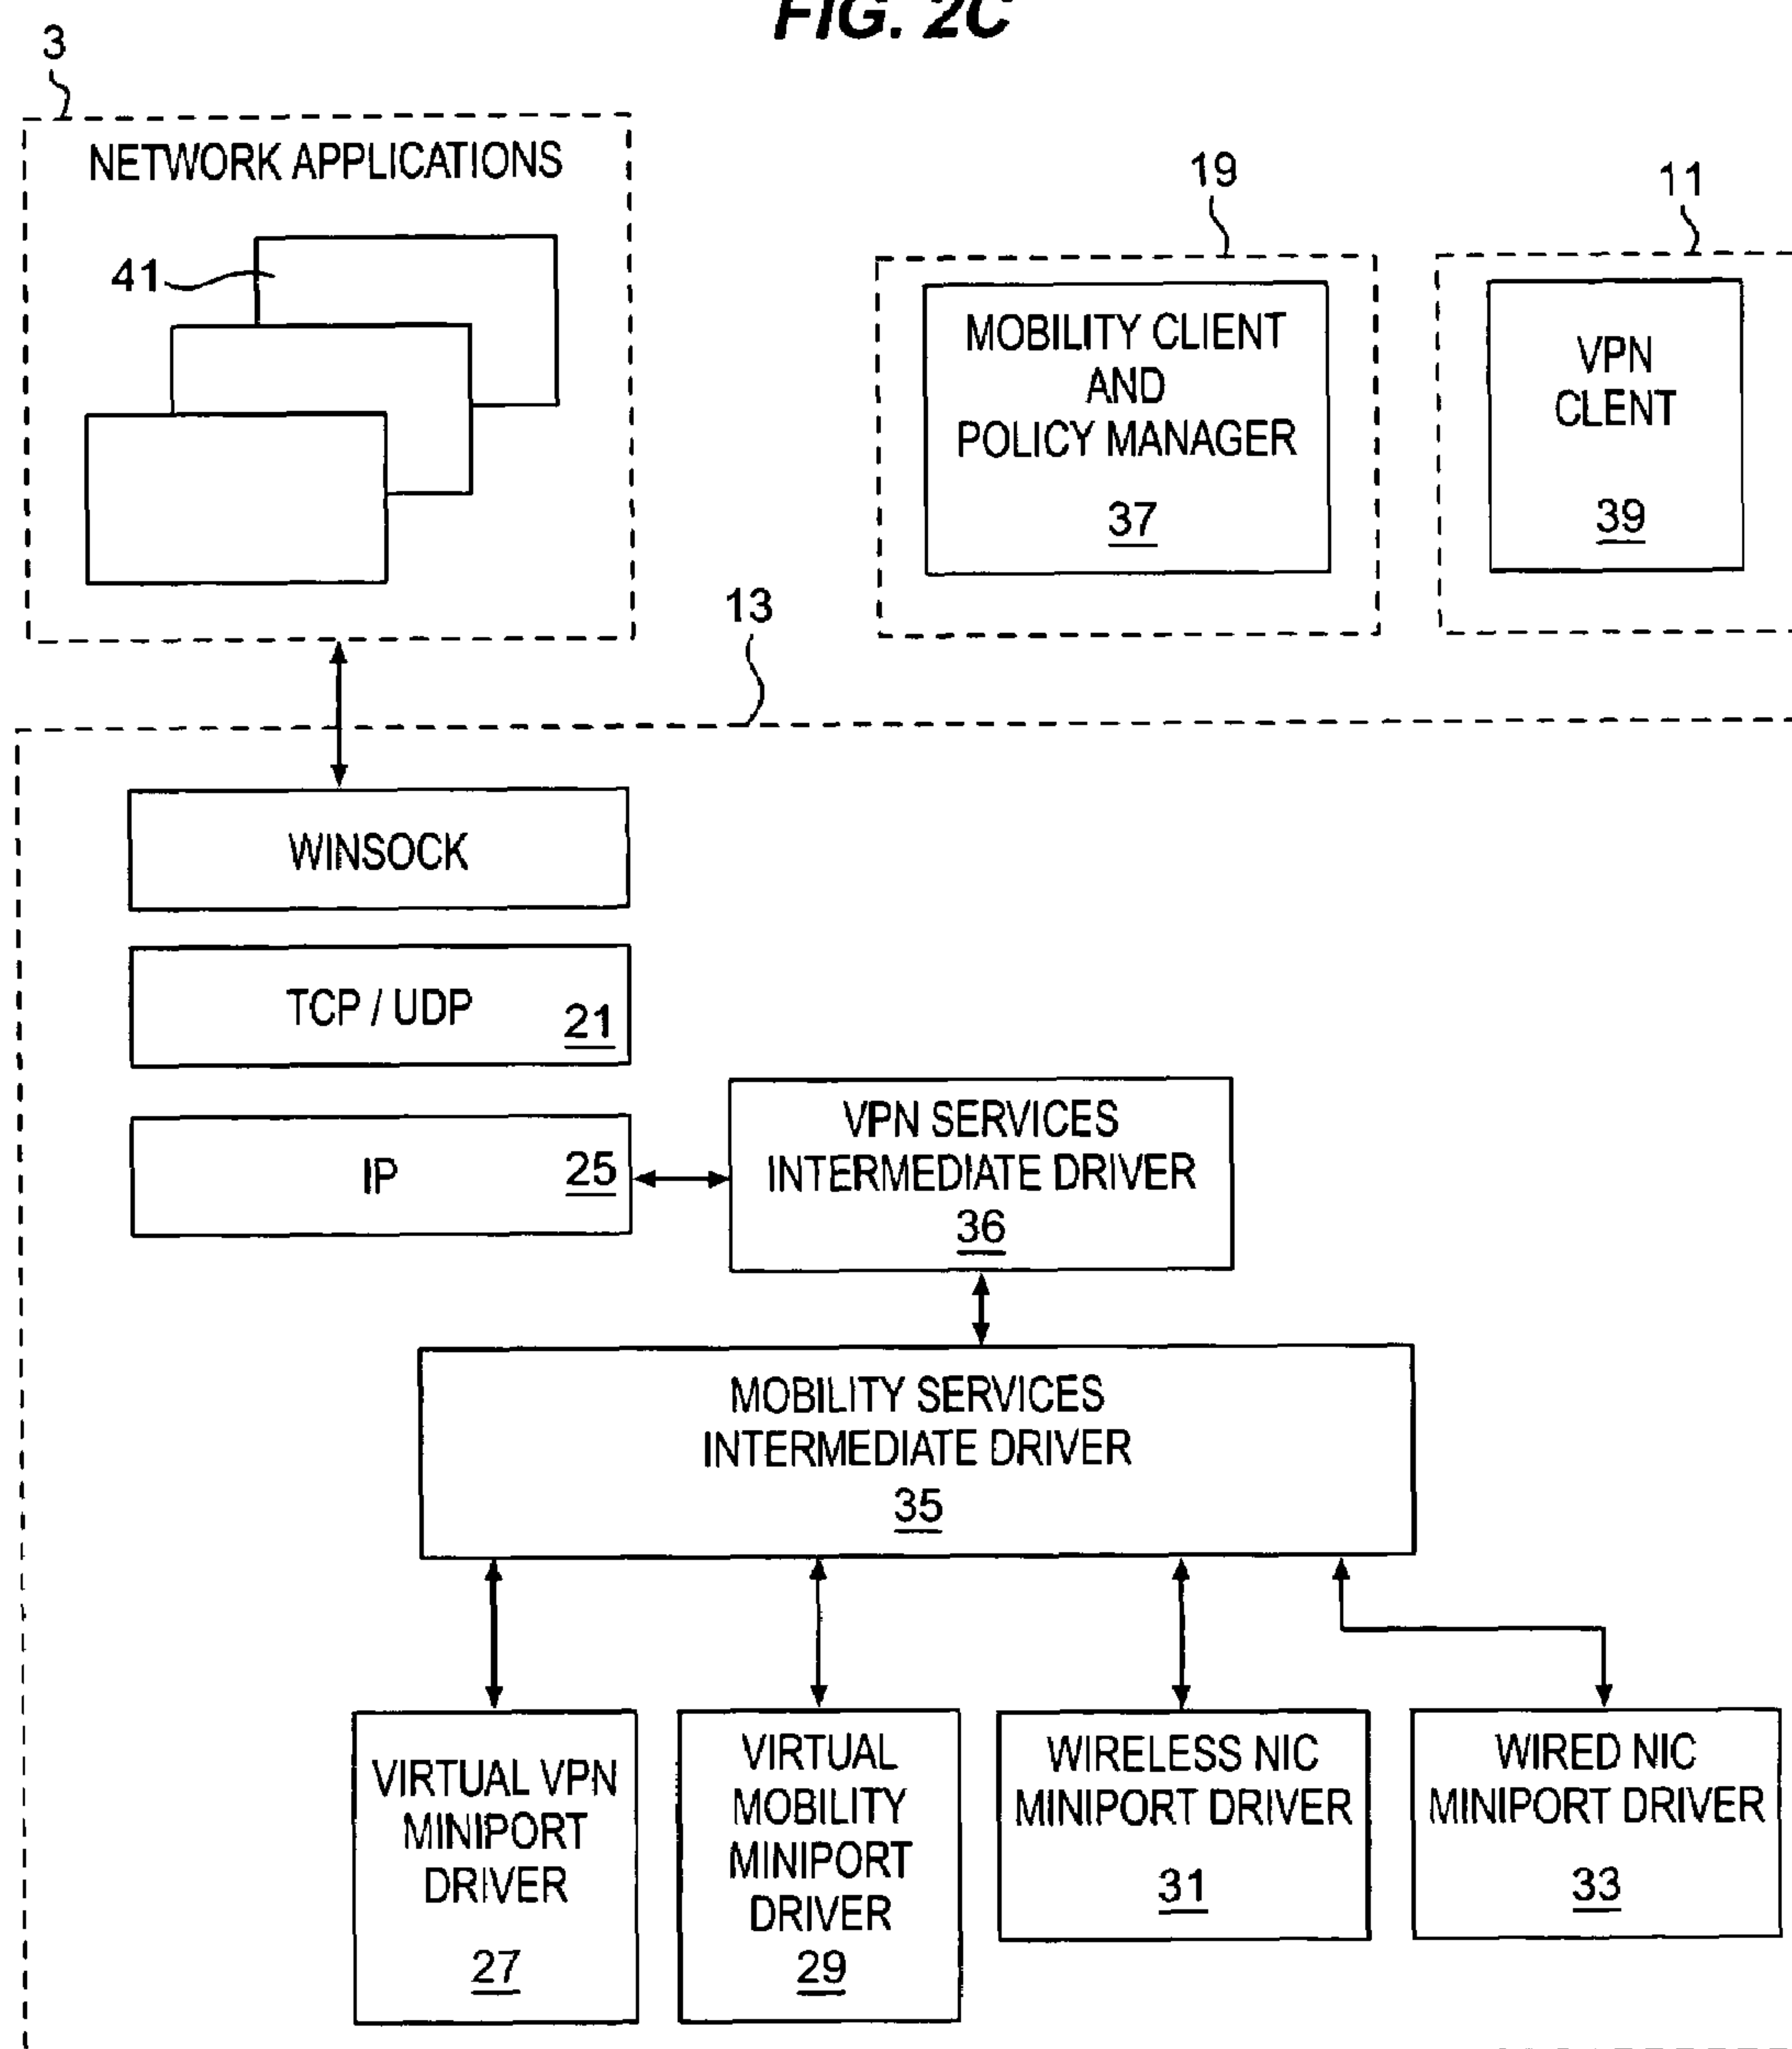 FIG. 2C
3
NETWORK APPLICATIONS
41
19
MOBILITY CLIENT
AND
POLICY MANAGER
37
11
VPN
CLENT
39
13
WINSOCK
TCP / UDP
21
IP
25
VPN SERVICES
INTERMEDIATE DRIVER
36
MOBILITY SERVICES
INTERMEDIATE DRIVER
35
VIRTUAL VPN
MINIPORT
DRIVER
27
VIRTUAL
MOBILITY
MINIPORT
DRIVER
29
WIRELESS NIC
MINIPORT DRIVER
31
WIRED NIC
MINIPORT DRIVER
33